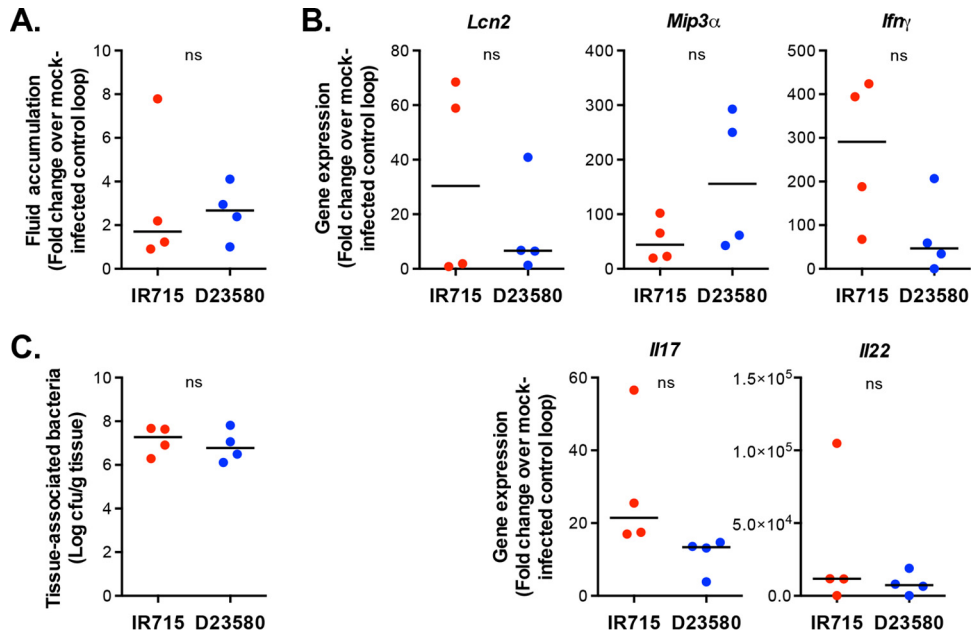 A.
ns
Fluid accumulation
(Fold change over mock-
infected control loop)
10
8
6
4
2
0
IR715 D23580
B.
Lcn2
ns
Gene expression
(Fold change over mock-
infected control loop)
80
60
40
20
0
IR715 D23580
Mip3α
ns
400
300
200
100
0
IR715 D23580
Ifnγ
ns
500
400
300
200
100
0
IR715 D23580
C.
ns
Tissue-associated bacteria
(Log cfu/g tissue)
10
8
6
4
2
0
IR715 D23580
Il17
ns
Gene expression
(Fold change over mock-
infected control loop)
60
40
20
0
IR715 D23580
Il22
ns
1.5×10⁵
1.0×10⁵
5.0×10⁴
0.0
IR715 D23580